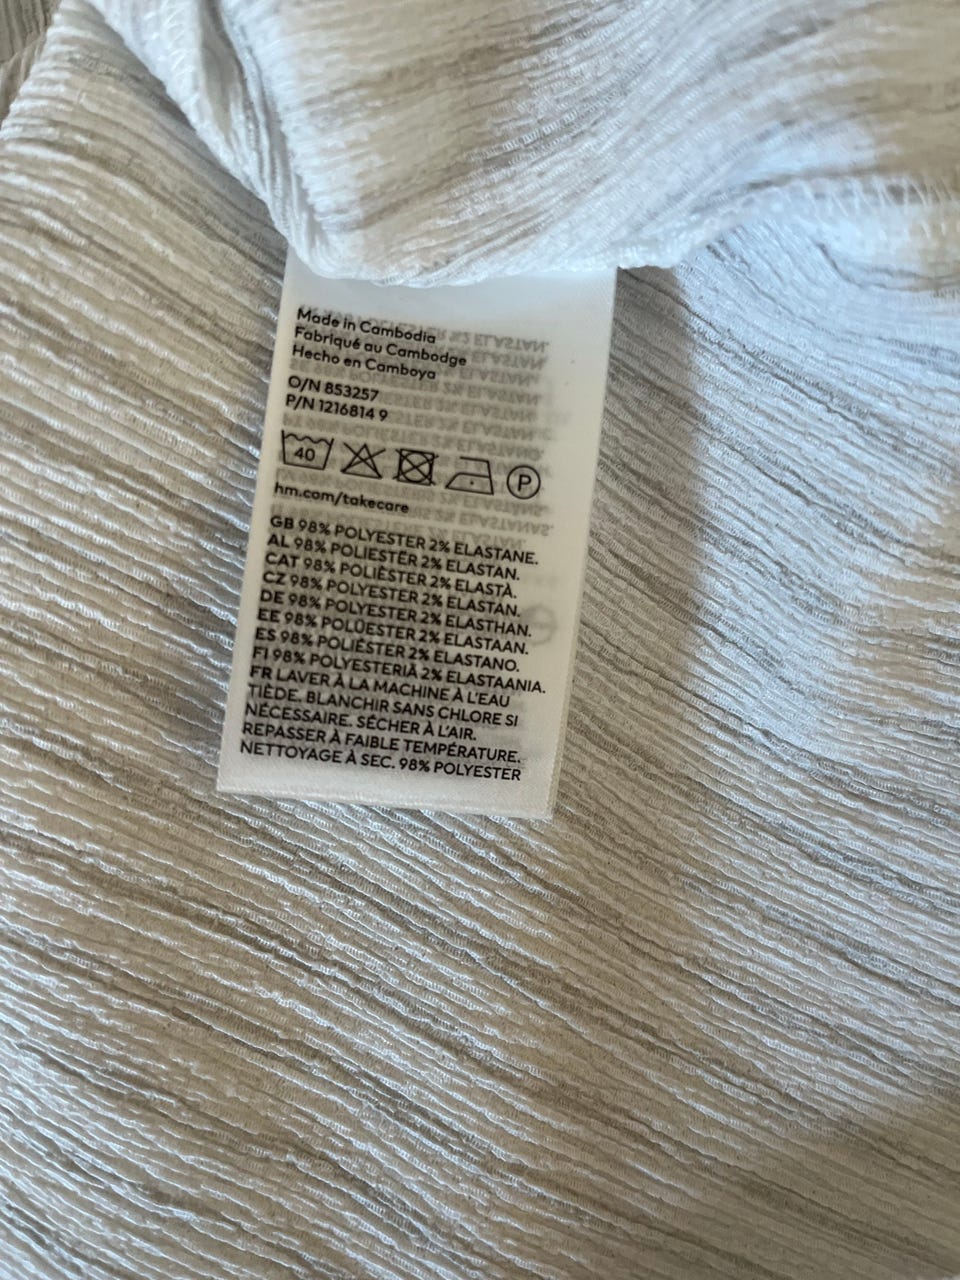 Made in Cambodia
Fabriqué au Cambodge
Hecho en Camboya
O/N 853257
P/N 1216814 9
40 P
hm.com/takecare
GB 98% POLYESTER 2% ELASTANE.
AL 98% POLIESTËR 2% ELASTAN.
CAT 98% POLIÈSTER 2% ELASTÀ.
CZ 98% POLYESTER 2% ELASTAN.
DE 98% POLYESTER 2% ELASTHAN.
EE 98% POLÜESTER 2% ELASTAAN.
ES 98% POLIÉSTER 2% ELASTANO.
FI 98% POLYESTERIÄ 2% ELASTAANIA.
FR LAVER À LA MACHINE À L'EAU
TIÈDE. BLANCHIR SANS CHLORE SI
NÉCESSAIRE. SÉCHER À L'AIR.
REPASSER À FAIBLE TEMPÉRATURE.
NETTOYAGE À SEC. 98% POLYESTER